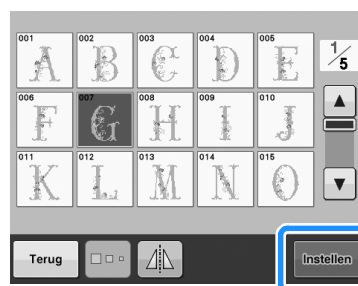 001 002 003 004 005
A B C D E
1/5
006 007 008 009 010
F G H I J
011 012 013 014 015
K L M N O
Terug
Instellen